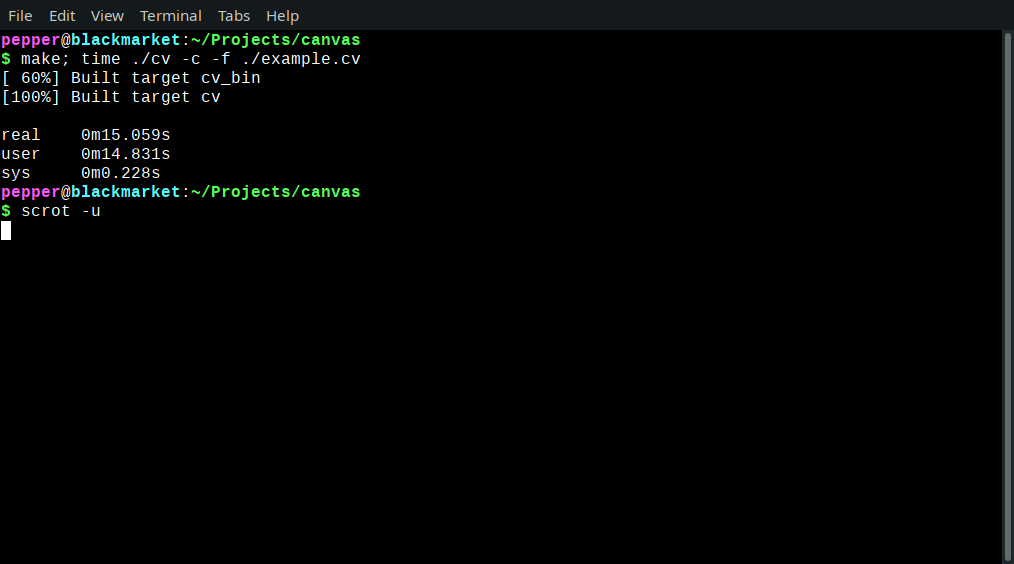 File Edit View Terminal Tabs Help
pepper@blackmarket:~/Projects/canvas
$ make; time ./cv -c -f ./example.cv
[ 60%] Built target cv_bin
[100%] Built target cv
real    0m15.059s
user    0m14.831s
sys     0m0.228s
pepper@blackmarket:~/Projects/canvas
$ scrot -u